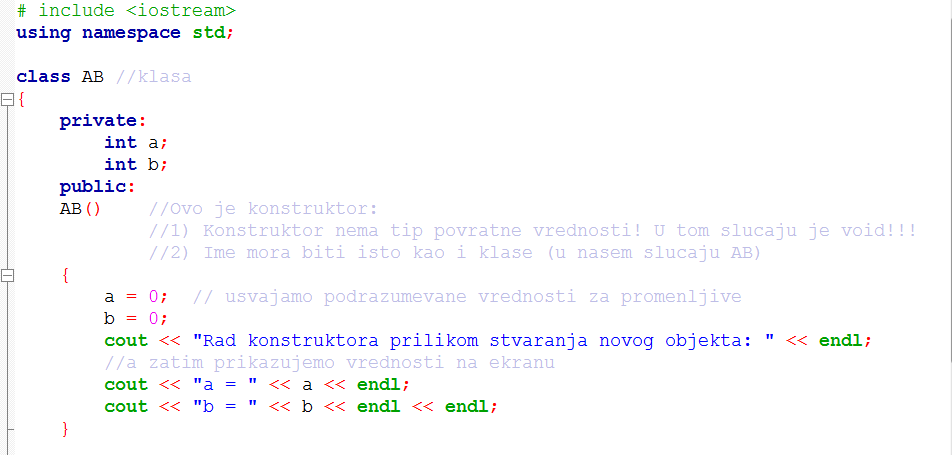 # include <iostream>
using namespace std;
class AB //klasa
{
private:
int a;
int b;
public:
AB() //Ovo je konstruktor:
//1) Konstruktor nema tip povratne vrednosti! U tom slucaju je void!!!
//2) Ime mora biti isto kao i klase (u nasem slucaju AB)
{
a = 0; // usvajamo podrazumevane vrednosti za promenljive
b = 0;
cout << "Rad konstruktora prilikom stvaranja novog objekta: " << endl;
//a zatim prikazujemo vrednosti na ekranu
cout << "a = " << a << endl;
cout << "b = " << b << endl << endl;
}